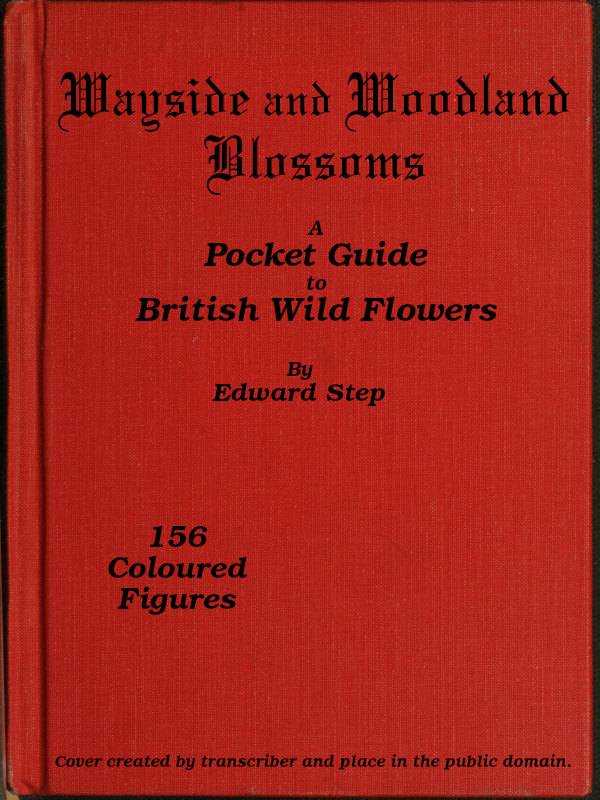 Wayside and Woodland
Blossoms
A
Pocket Guide
to
British Wild Flowers
By
Edward Step
156
Coloured
Figures
Cover created by transcriber and place in the public domain.